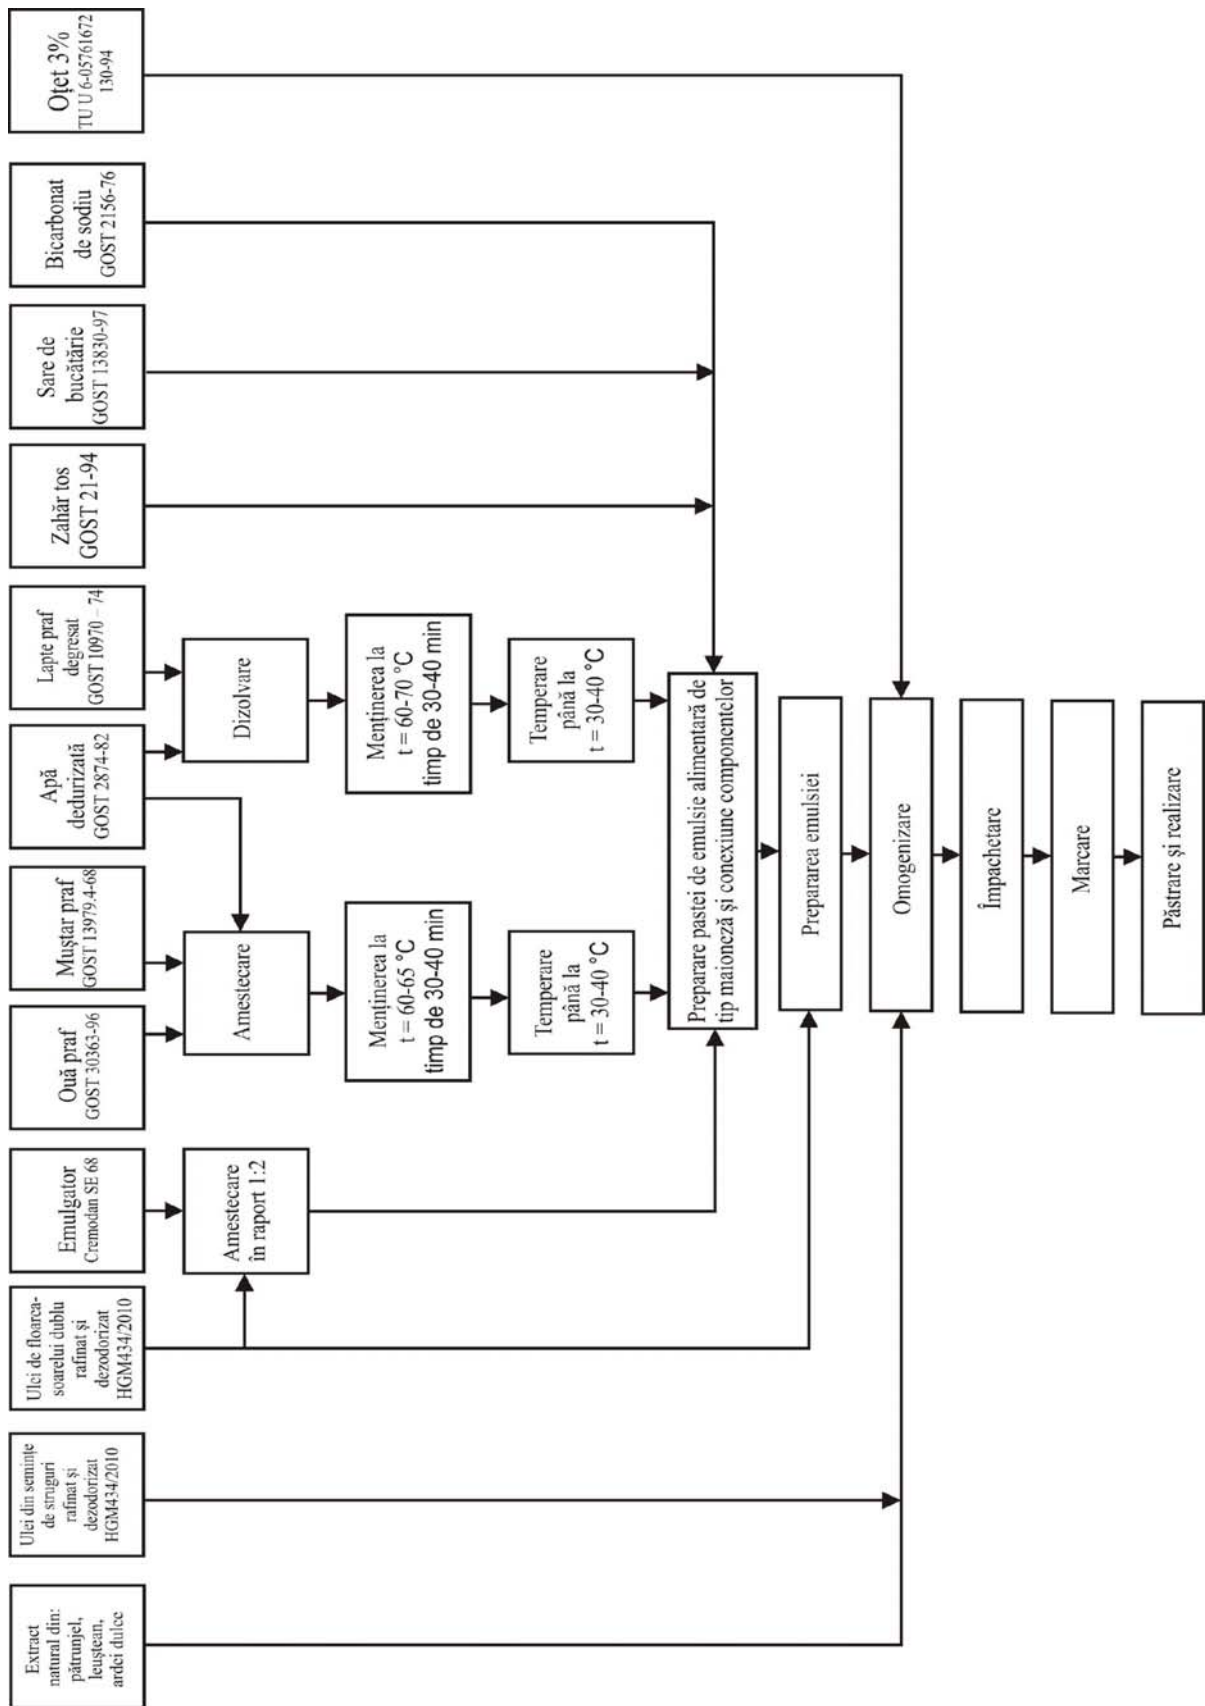 Extract
natural din:
pătrunjel,
leuștean,
ardei dulce
Ulei din semințe
de struguri
rafinat și
dezodorizat
HGM434/2010
Ulei de floarca-
soarelui dublu
rafinat și
dezodorizat
HGM434/2010
Emulgator
Cremodan SE 68
Ouă praf
GOST 30363-96
Muștar praf
GOST 13979.4-68
Apă
dedurizată
GOST 2874-82
Lapte praf
degresat
GOST 10970 – 74
Zahăr tos
GOST 21-94
Sare de
bucătărie
GOST 13830-97
Bicarbonat
de sodiu
GOST 2156-76
Oțet 3%
TU U 6-05761672
130-94
Amestecare
în raport 1:2
Amestecare
Dizolvare
Menținerea la
t = 60-65 °C
timp de 30-40 min
Menținerea la
t = 60-70 °C
timp de 30-40 min
Temperare
până la
t = 30-40 °C
Temperare
până la
t = 30-40 °C
Preparare pastei de emulsie alimentară de
tip maioneză și conexiune componentelor
Prepararea emulsiei
Omogenizare
Împachetare
Marcare
Păstrare și realizare